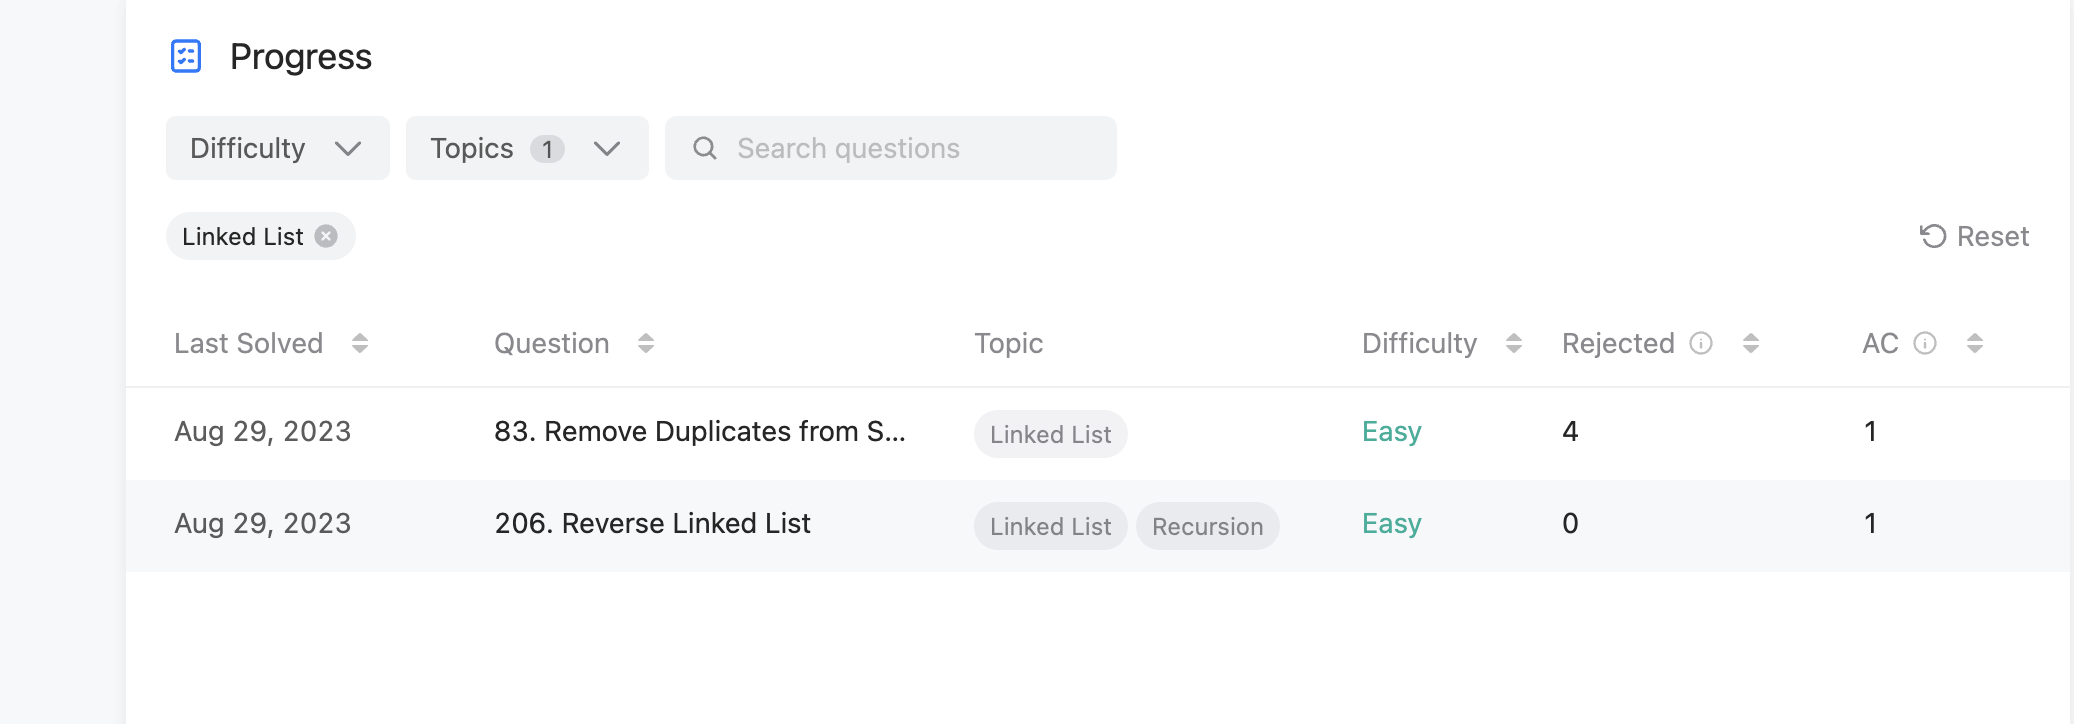 Progress
Difficulty Topics 1 Search questions
Linked List Reset
Last Solved Question Topic Difficulty Rejected AC
Aug 29, 2023 83. Remove Duplicates from S... Linked List Easy 4 1
Aug 29, 2023 206. Reverse Linked List Linked List Recursion Easy 0 1